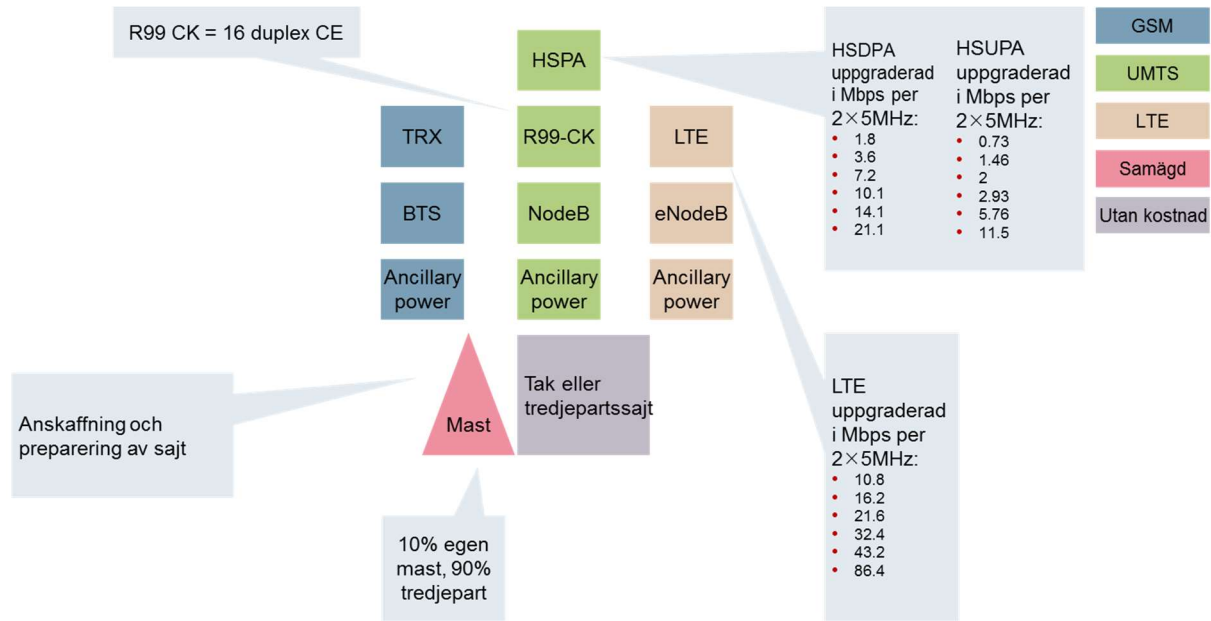 R99 CK = 16 duplex CE
HSPA
TRX
R99-CK
LTE
BTS
NodeB
eNodeB
Ancillary
power
Ancillary
power
Ancillary
power
Mast
Tak eller
tredjepartssajt
Anskaffning och
preparering av sajt
10% egen
mast, 90%
tredjepart
HSDPA
uppgraderad
i Mbps per
2×5MHz:
• 1.8
• 3.6
• 7.2
• 10.1
• 14.1
• 21.1
HSUPA
uppgraderad
i Mbps per
2×5MHz:
• 0.73
• 1.46
• 2
• 2.93
• 5.76
• 11.5
LTE
uppgraderad
i Mbps per
2×5MHz:
• 10.8
• 16.2
• 21.6
• 32.4
• 43.2
• 86.4
GSM
UMTS
LTE
Samägd
Utan kostnad